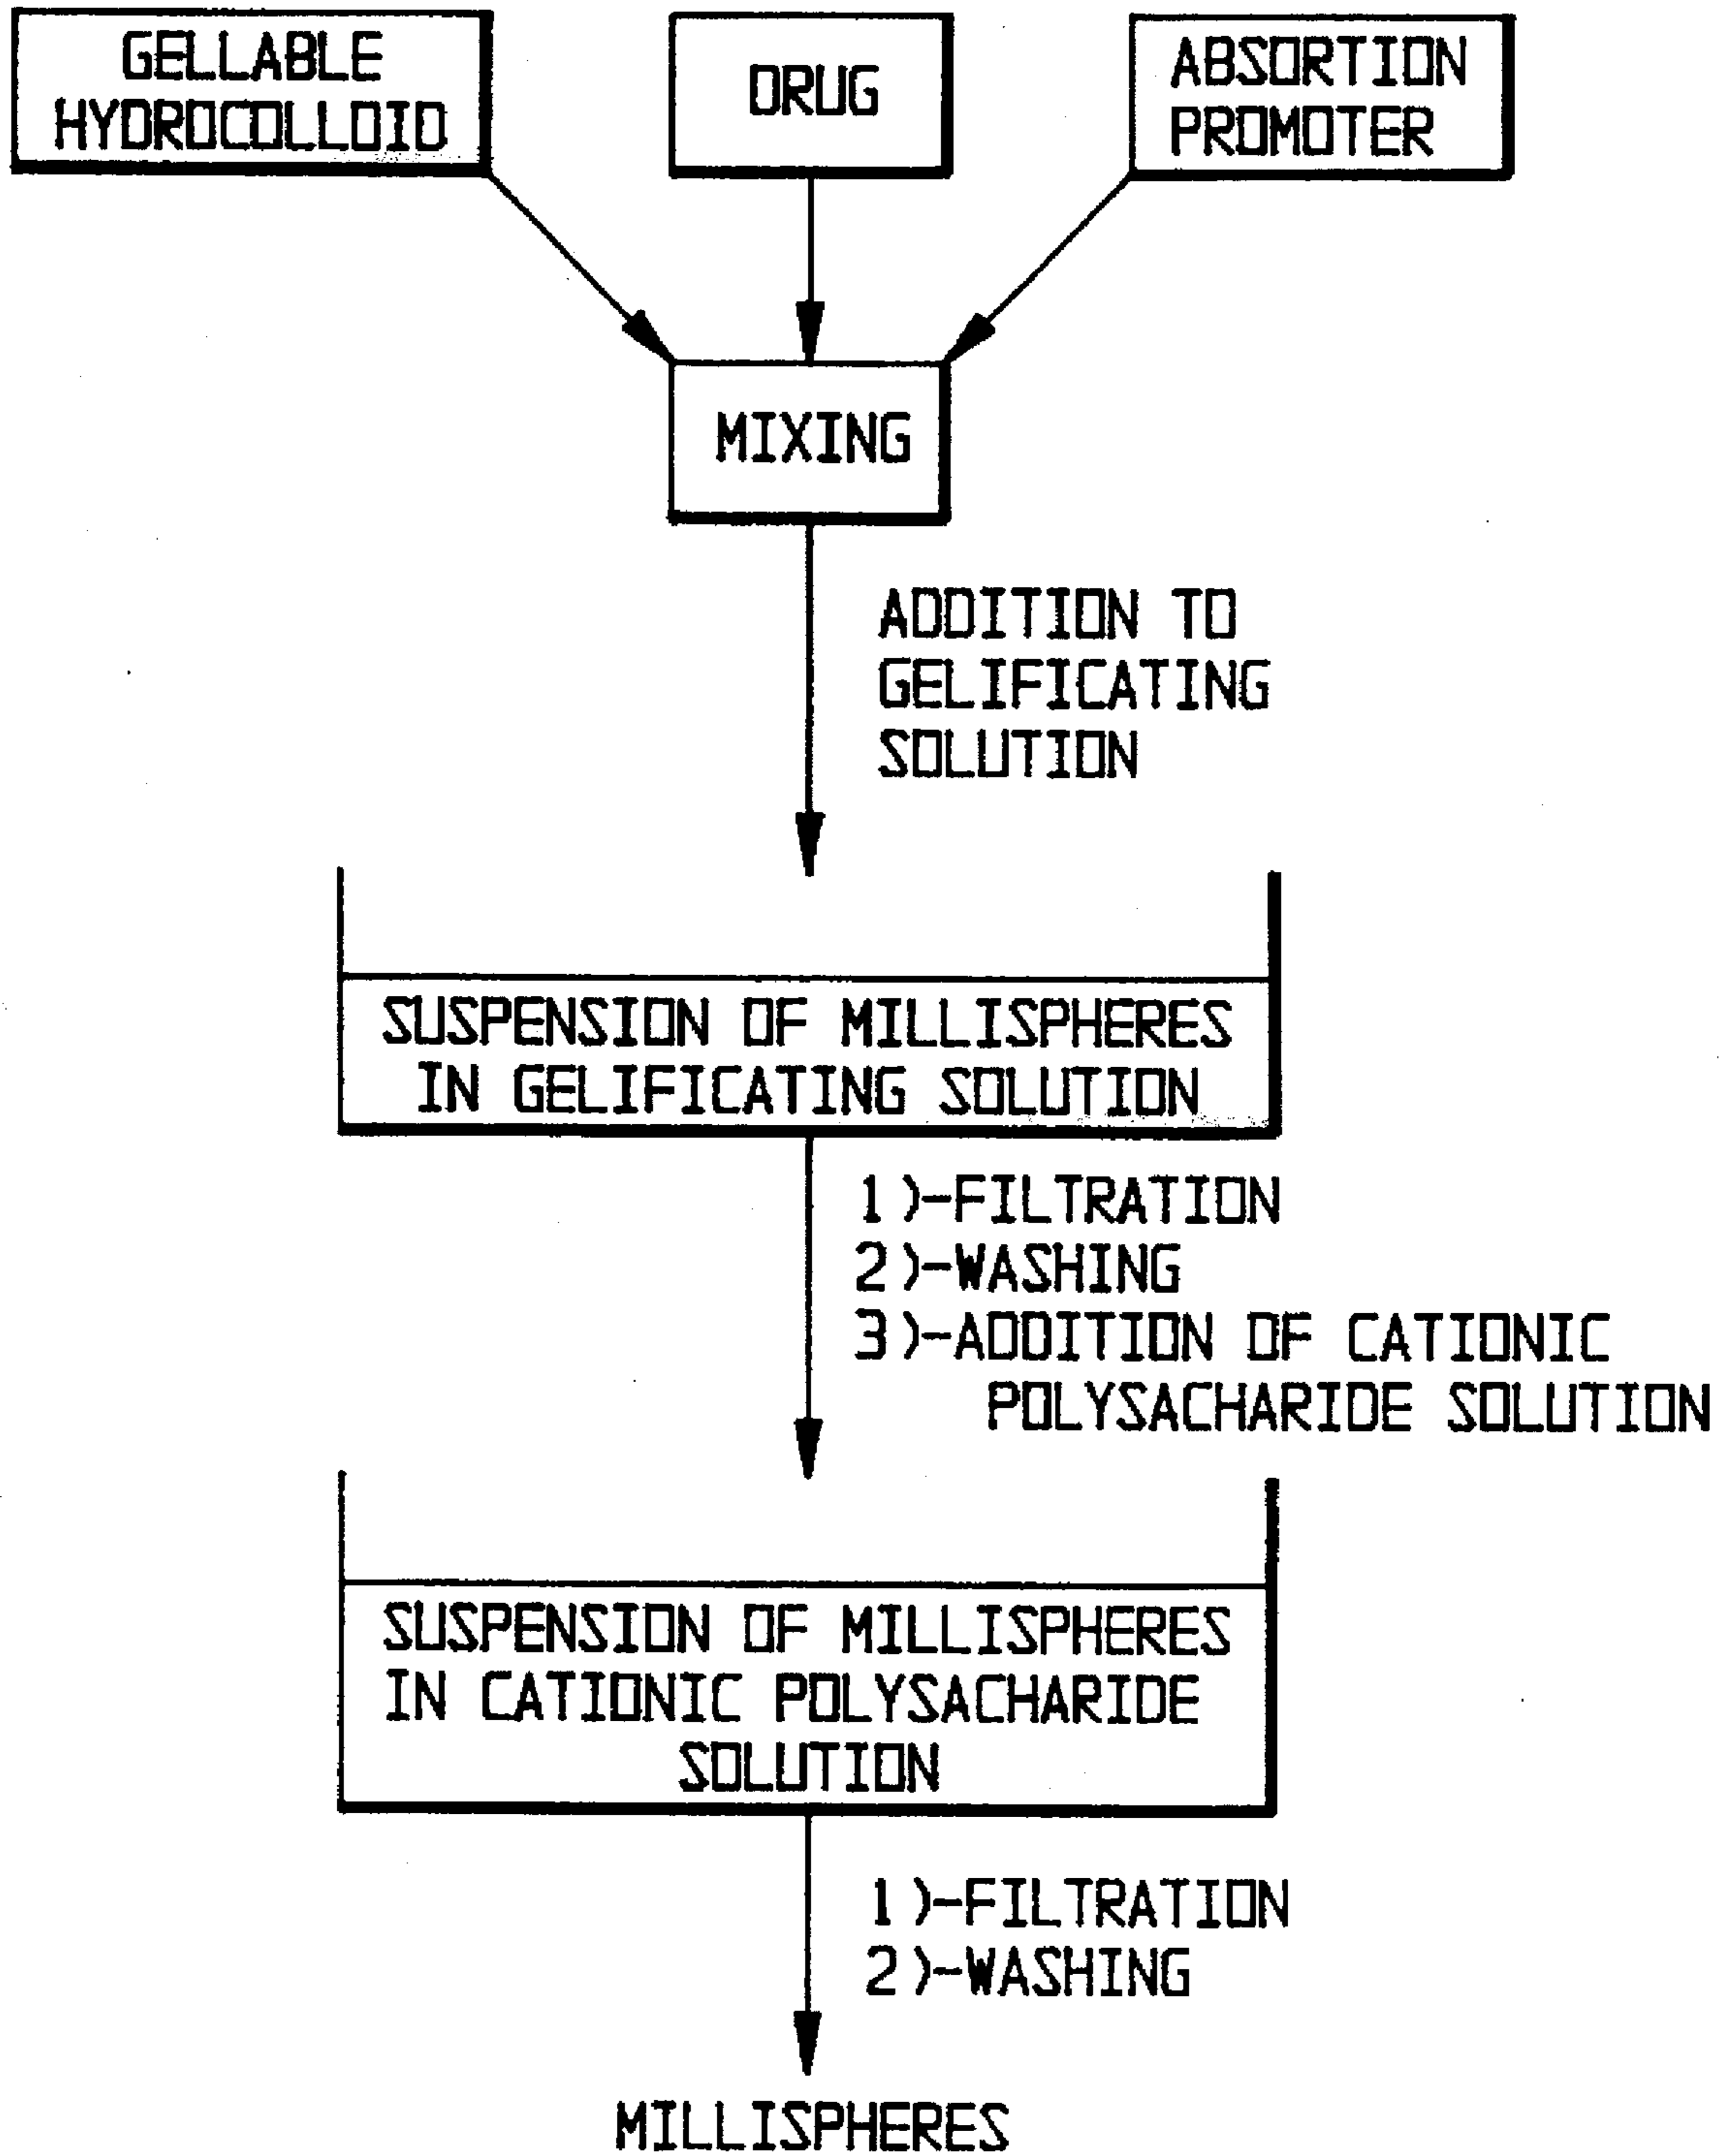 GELLABLE
HYDROCOLLOID
DRUG
ABSORTION
PROMOTER
MIXING
ADDITION TO
GELIFICATING
SOLUTION
SUSPENSION OF MILLISPHERES
IN GELIFICATING SOLUTION
1)-FILTRATION
2)-WASHING
3)-ADDITION OF CATIONIC
POLYSACHARIDE SOLUTION
SUSPENSION OF MILLISPHERES
IN CATIONIC POLYSACHARIDE
SOLUTION
1)-FILTRATION
2)-WASHING
MILLISPHERES